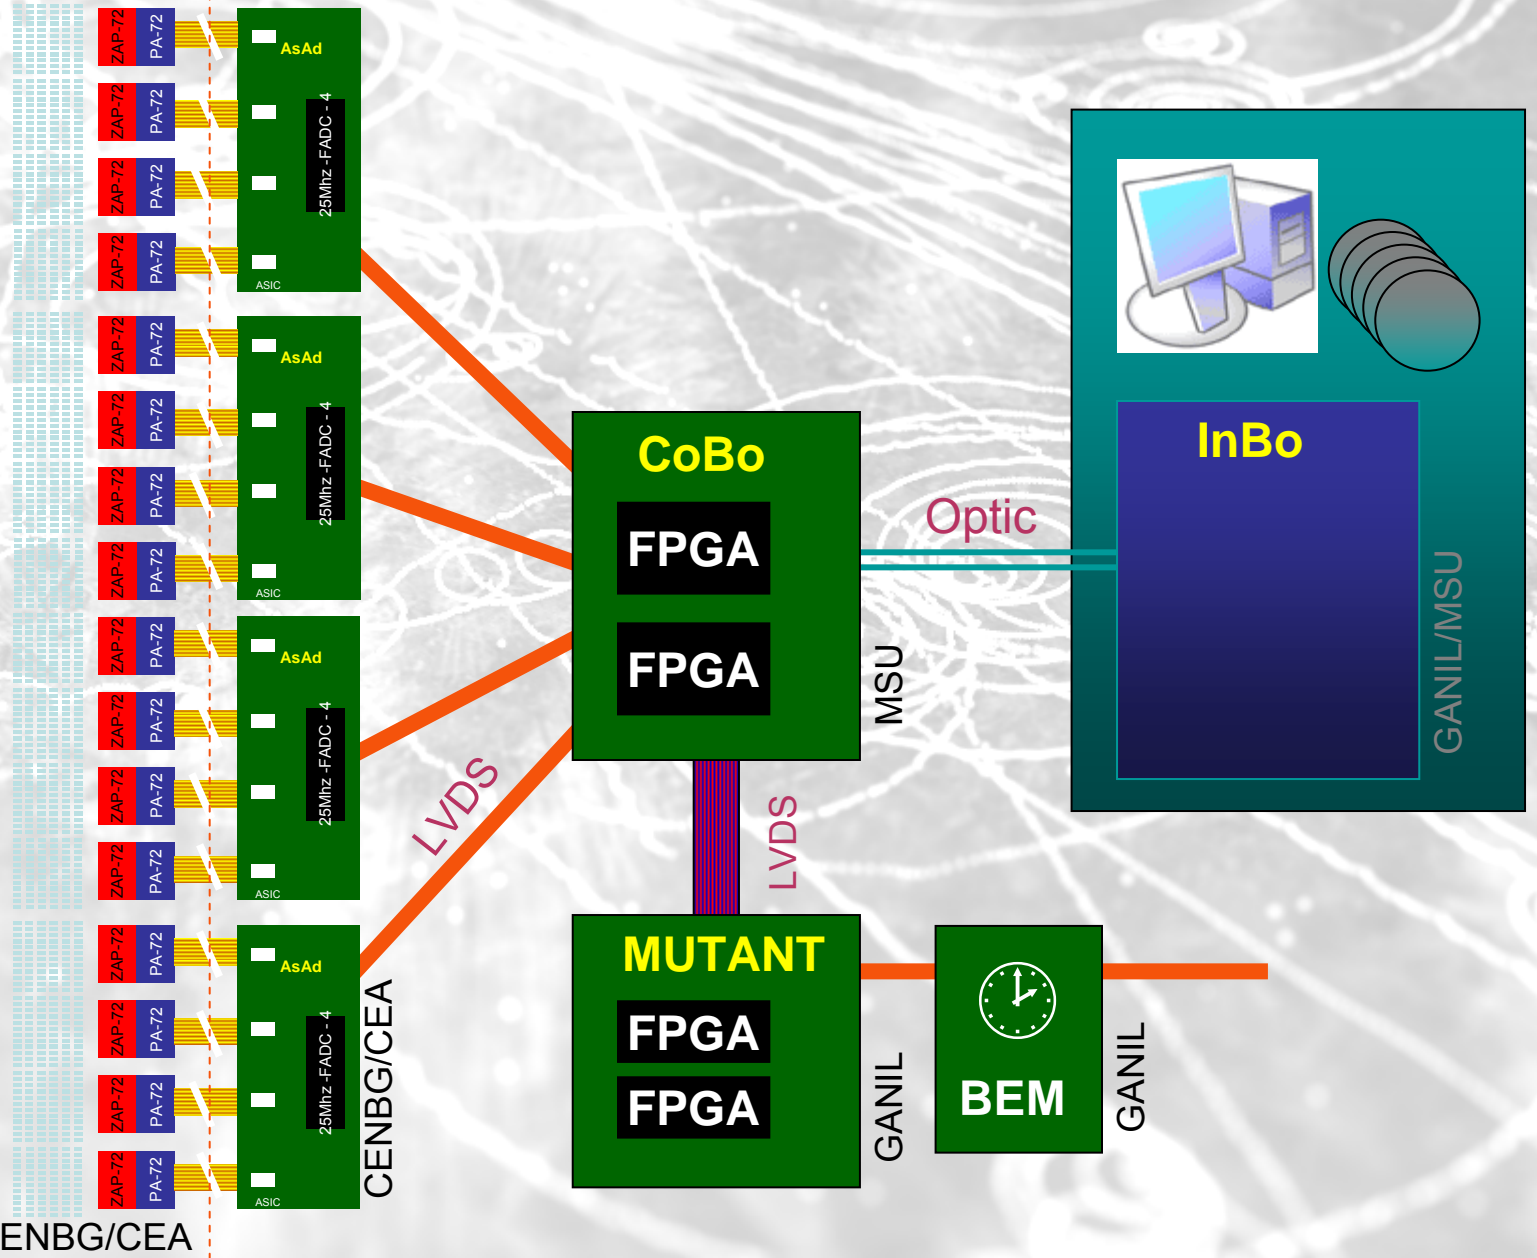 ZAP-72 PA-72
AsAd
ZAP-72 PA-72
25Mhz -FADC - 4
ZAP-72 PA-72
ZAP-72 PA-72
ASIC
ZAP-72 PA-72
AsAd
ZAP-72 PA-72
25Mhz -FADC - 4
ZAP-72 PA-72
ZAP-72 PA-72
ASIC
ZAP-72 PA-72
AsAd
ZAP-72 PA-72
25Mhz -FADC - 4
ZAP-72 PA-72
ZAP-72 PA-72
ASIC
ZAP-72 PA-72
AsAd
ZAP-72 PA-72
25Mhz -FADC - 4
ZAP-72 PA-72
ZAP-72 PA-72
ASIC
ENBG/CEA
CENBG/CEA
LVDS
CoBo
FPGA
FPGA
MSU
Optic
InBo
GANIL/MSU
LVDS
MUTANT
FPGA
FPGA
GANIL
BEM
GANIL